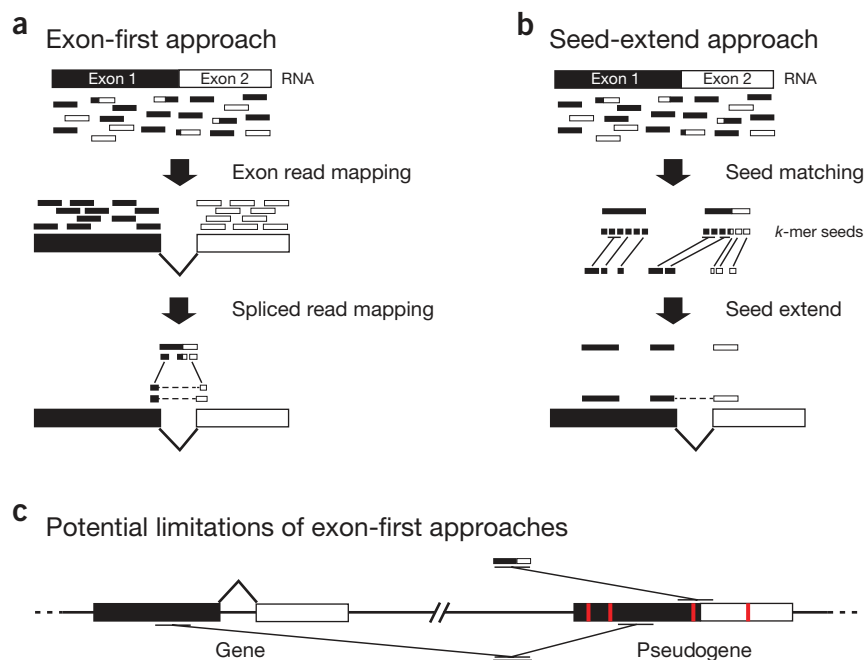 a
Exon-first approach
Exon 1
Exon 2
RNA
Exon read mapping
Spliced read mapping
b
Seed-extend approach
Exon 1
Exon 2
RNA
Seed matching
k-mer seeds
Seed extend
c
Potential limitations of exon-first approaches
Gene
Pseudogene